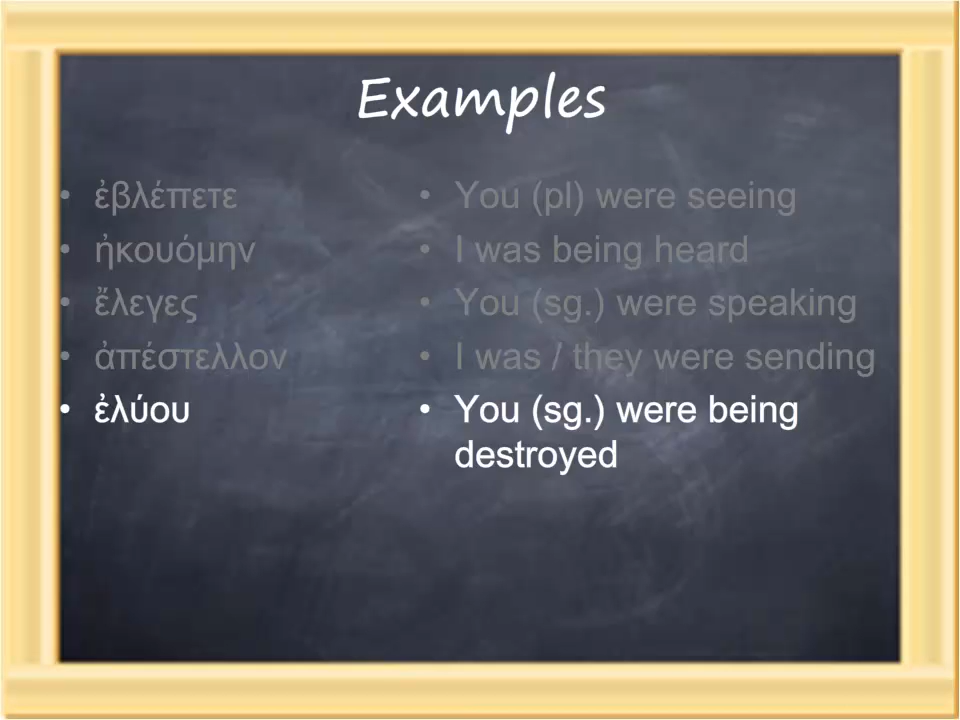 Examples
• ἐβλέπετε
• ἠκουόμην
• ἔλεγες
• ἀπέστελλον
• ἐλύου
• You (pl) were seeing
• I was being heard
• You (sg.) were speaking
• I was / they were sending
• You (sg.) were being
destroyed